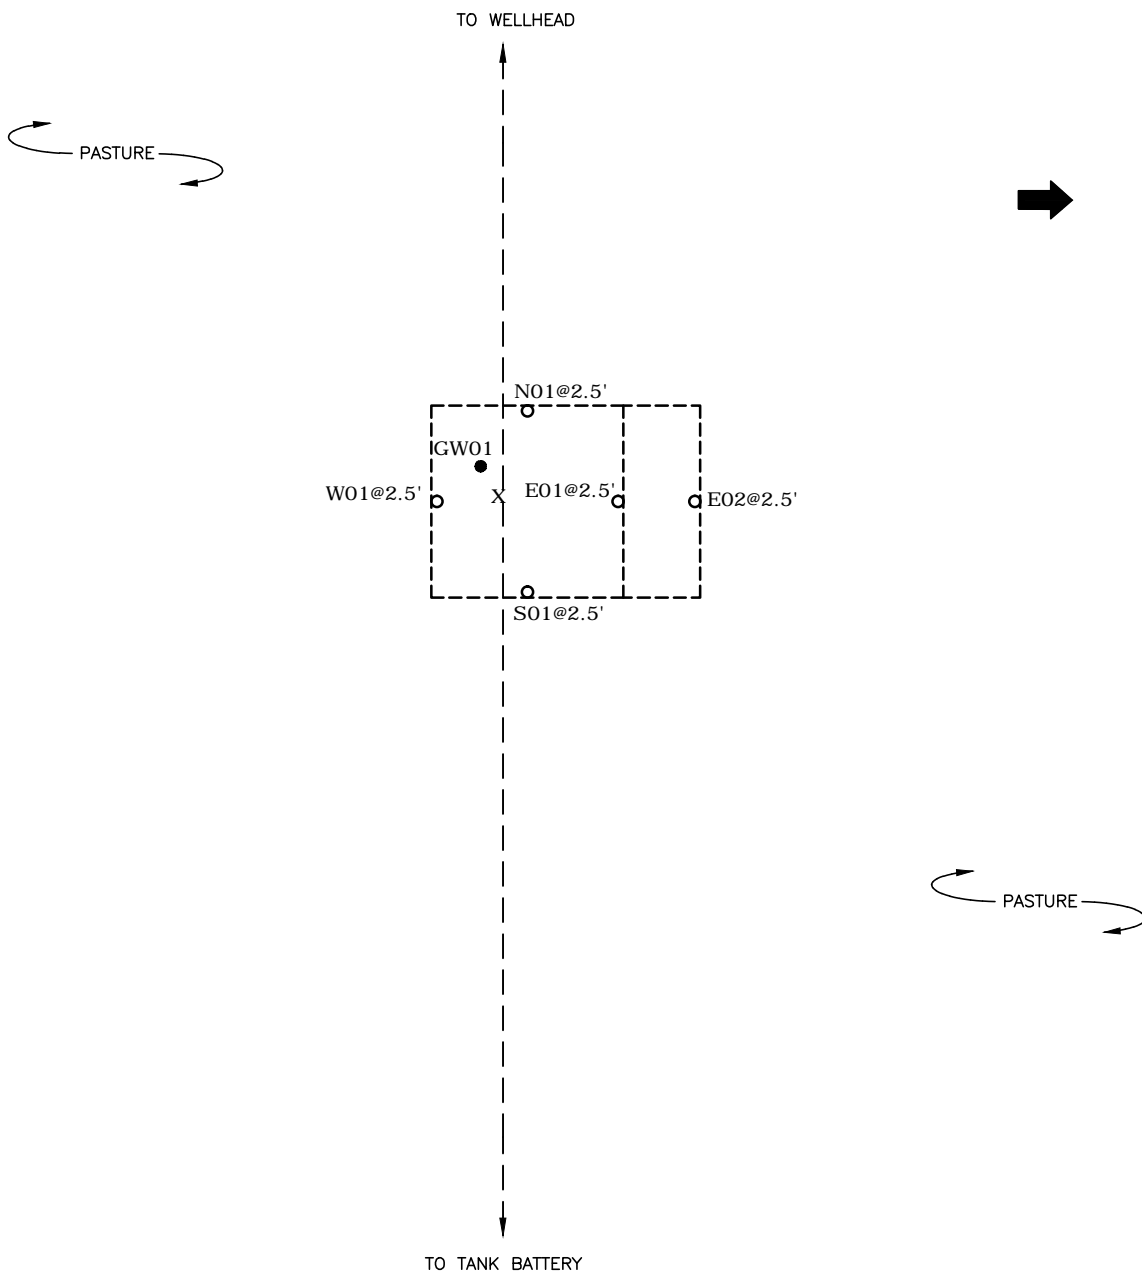 TO WELLHEAD
PASTURE
N01@2.5'
GW01
W01@2.5'
X
E01@2.5'
E02@2.5'
S01@2.5'
PASTURE
TO TANK BATTERY